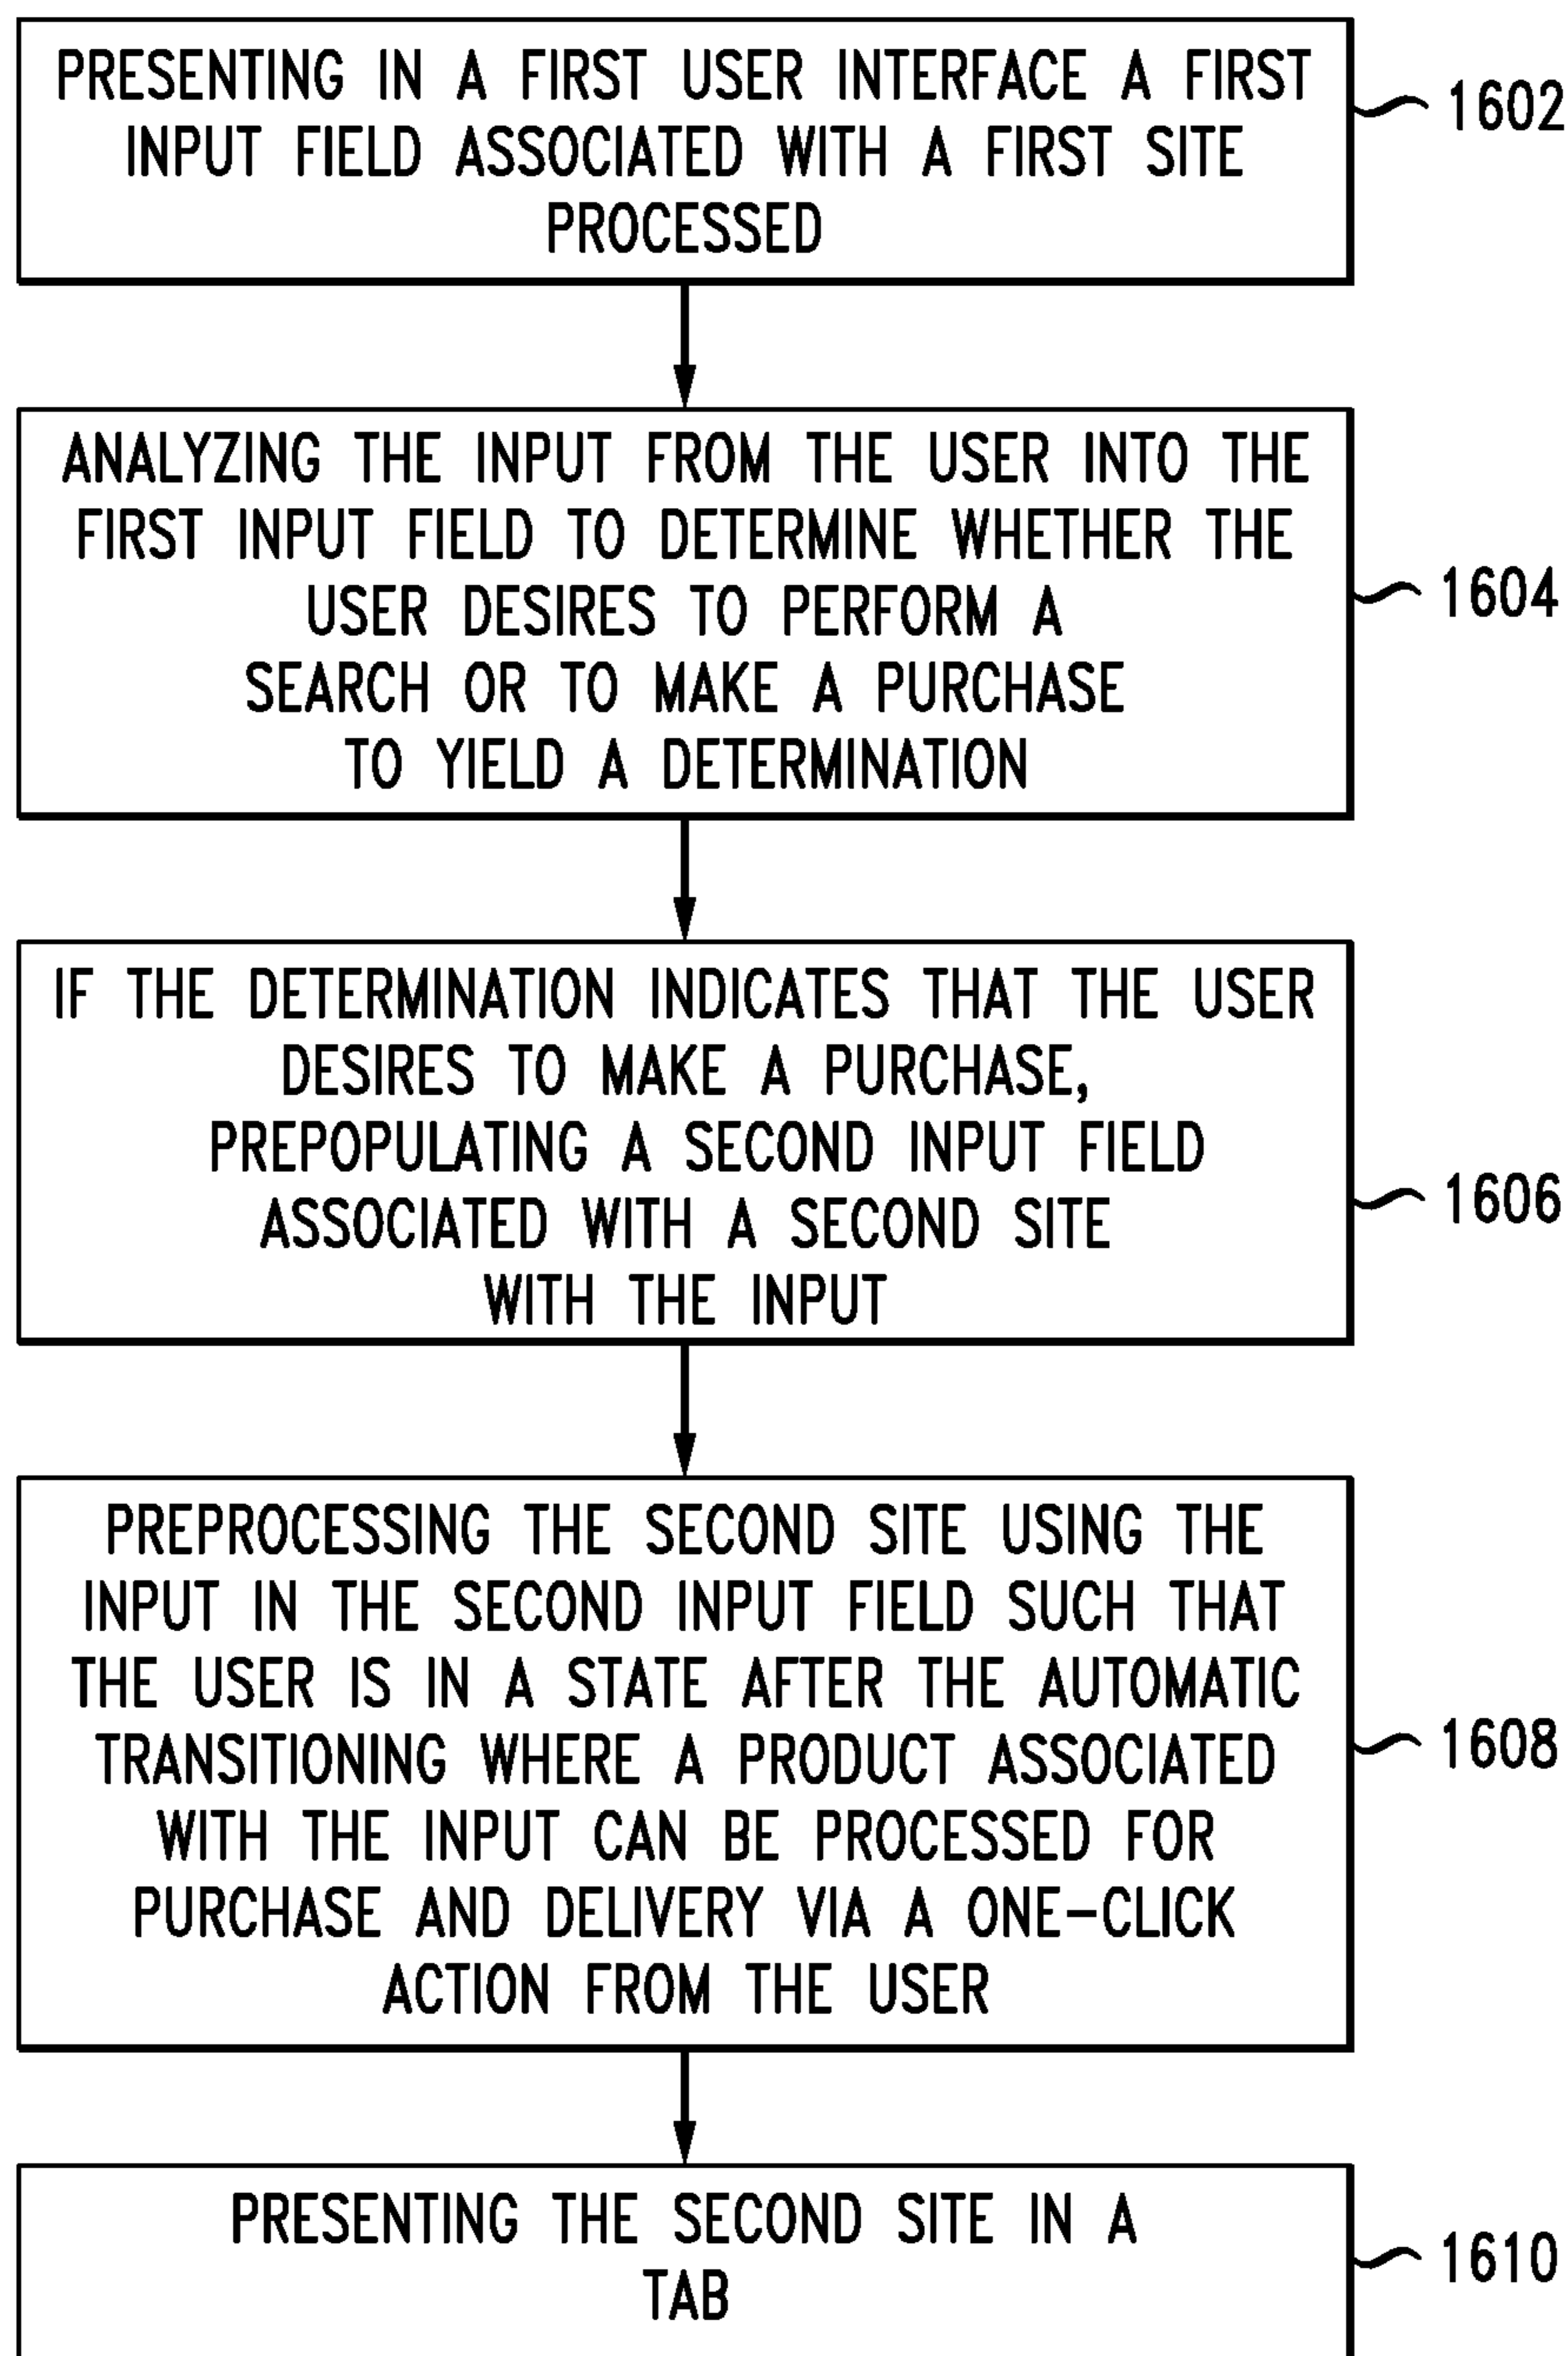 PRESENTING IN A FIRST USER INTERFACE A FIRST
INPUT FIELD ASSOCIATED WITH A FIRST SITE
PROCESSED
1602
ANALYZING THE INPUT FROM THE USER INTO THE
FIRST INPUT FIELD TO DETERMINE WHETHER THE
USER DESIRES TO PERFORM A
SEARCH OR TO MAKE A PURCHASE
TO YIELD A DETERMINATION
1604
IF THE DETERMINATION INDICATES THAT THE USER
DESIRES TO MAKE A PURCHASE,
PREPOPULATING A SECOND INPUT FIELD
ASSOCIATED WITH A SECOND SITE
WITH THE INPUT
1606
PREPROCESSING THE SECOND SITE USING THE
INPUT IN THE SECOND INPUT FIELD SUCH THAT
THE USER IS IN A STATE AFTER THE AUTOMATIC
TRANSITIONING WHERE A PRODUCT ASSOCIATED
WITH THE INPUT CAN BE PROCESSED FOR
PURCHASE AND DELIVERY VIA A ONE-CLICK
ACTION FROM THE USER
1608
PRESENTING THE SECOND SITE IN A
TAB
1610